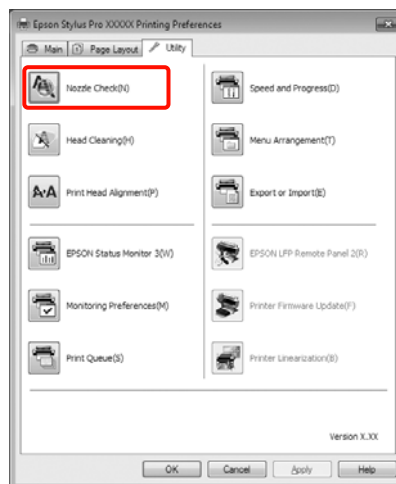 Epson Stylus Pro XXXXX Printing Preferences
Main Page Layout Utility
Nozzle Check(N)
Speed and Progress(D)
Head Cleaning(H)
Menu Arrangement(T)
Print Head Alignment(P)
Export or Import(E)
EPSON Status Monitor 3(W)
EPSON LFP Remote Panel 2(R)
Monitoring Preferences(M)
Printer Firmware Update(F)
Print Queue(S)
Printer Linearization(B)
Version X.XX
OK Cancel Apply Help